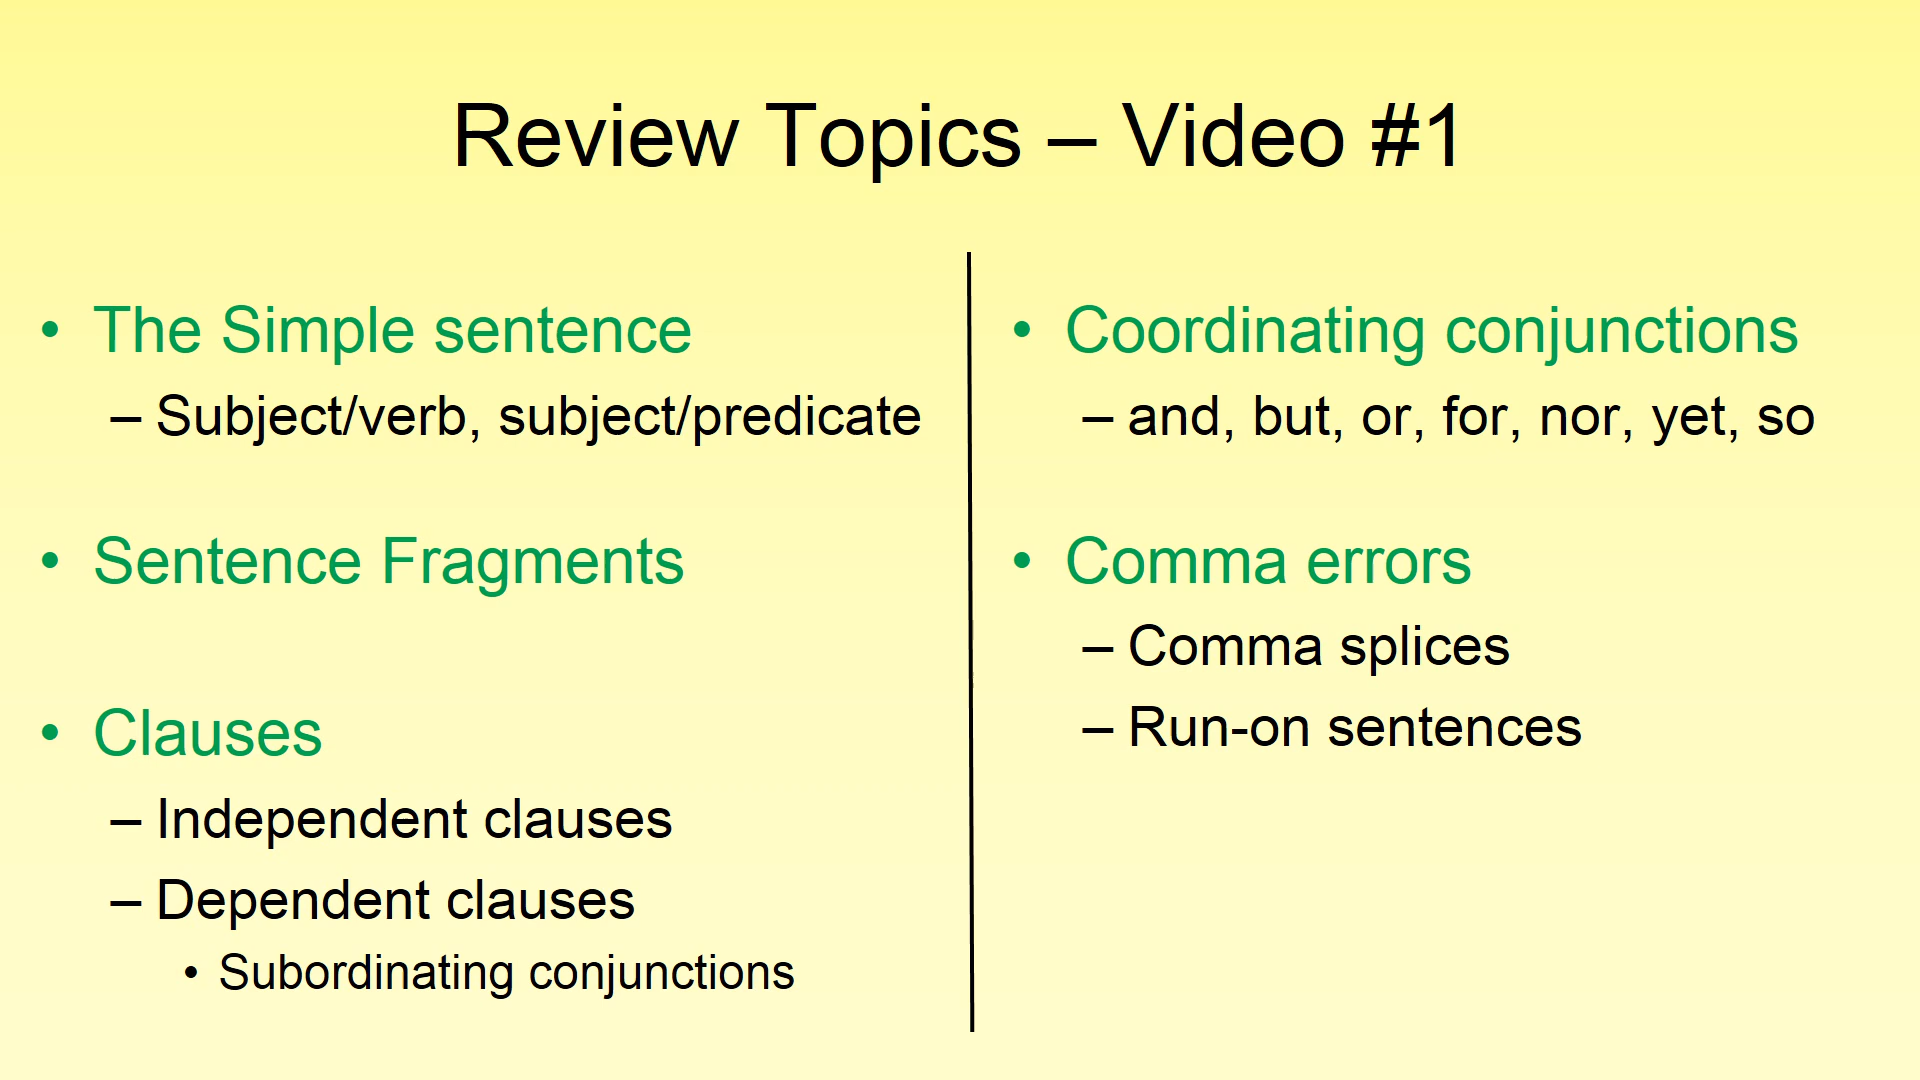 Review Topics – Video #1
• The Simple sentence
– Subject/verb, subject/predicate
• Sentence Fragments
• Clauses
– Independent clauses
– Dependent clauses
• Subordinating conjunctions
• Coordinating conjunctions
– and, but, or, for, nor, yet, so
• Comma errors
– Comma splices
– Run-on sentences